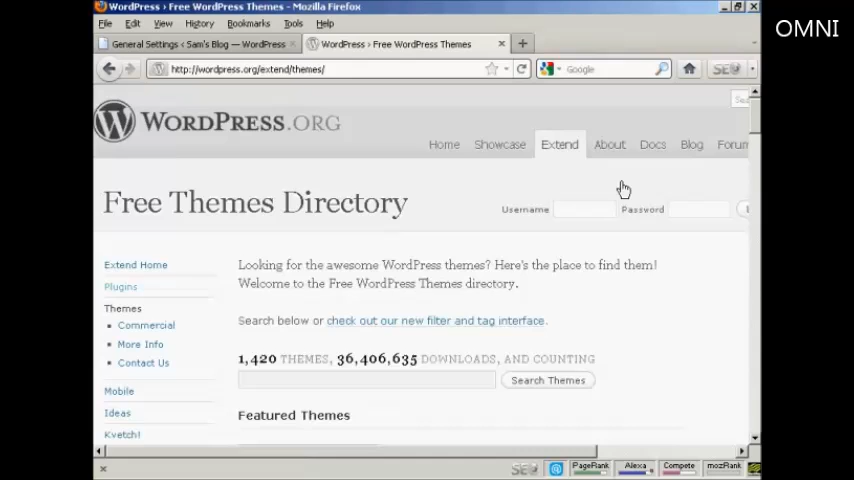 WordPress › Free WordPress Themes - Mozilla Firefox
OMNI
File Edit View History Bookmarks Tools Help
General Settings ‹ Sam's Blog — WordPress
WordPress › Free WordPress Themes
http://wordpress.org/extend/themes/
Google
WORDPRESS.ORG
Home Showcase Extend About Docs Blog Forum
Free Themes Directory
Username Password
Extend Home
Plugins
Themes
Commercial
More Info
Contact Us
Mobile
Ideas
Kvetch!
Looking for the awesome WordPress themes? Here's the place to find them!
Welcome to the Free WordPress Themes directory.
Search below or check out our new filter and tag interface.
1,420 THEMES, 36,406,635 DOWNLOADS, AND COUNTING
Search Themes
Featured Themes
PageRank Alexa Compete mozRank